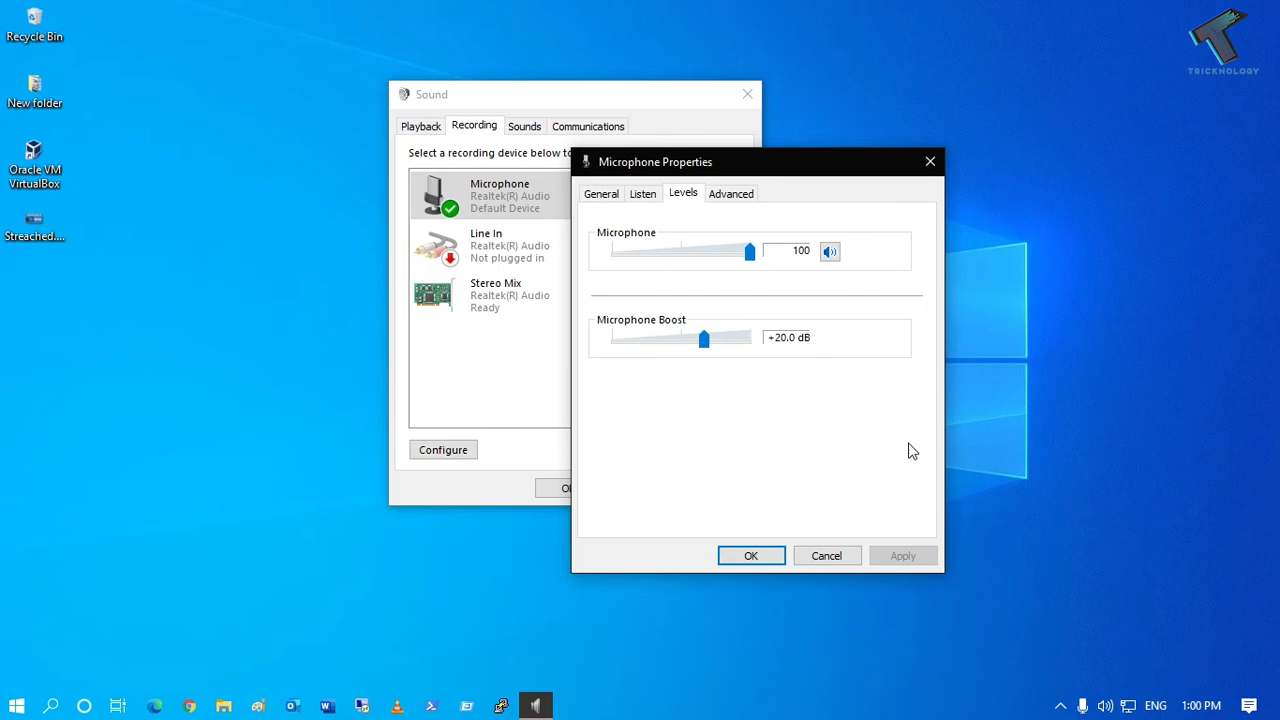 Recycle Bin
New folder
Oracle VM
VirtualBox
Streached....
TRICKNOLOGY
Sound
Playback
Recording
Sounds
Communications
Select a recording device below to
Microphone
Realtek(R) Audio
Default Device
Line In
Realtek(R) Audio
Not plugged in
Stereo Mix
Realtek(R) Audio
Ready
Configure
Microphone Properties
General
Listen
Levels
Advanced
Microphone
100
Microphone Boost
+20.0 dB
OK
Cancel
Apply
ENG
1:00 PM